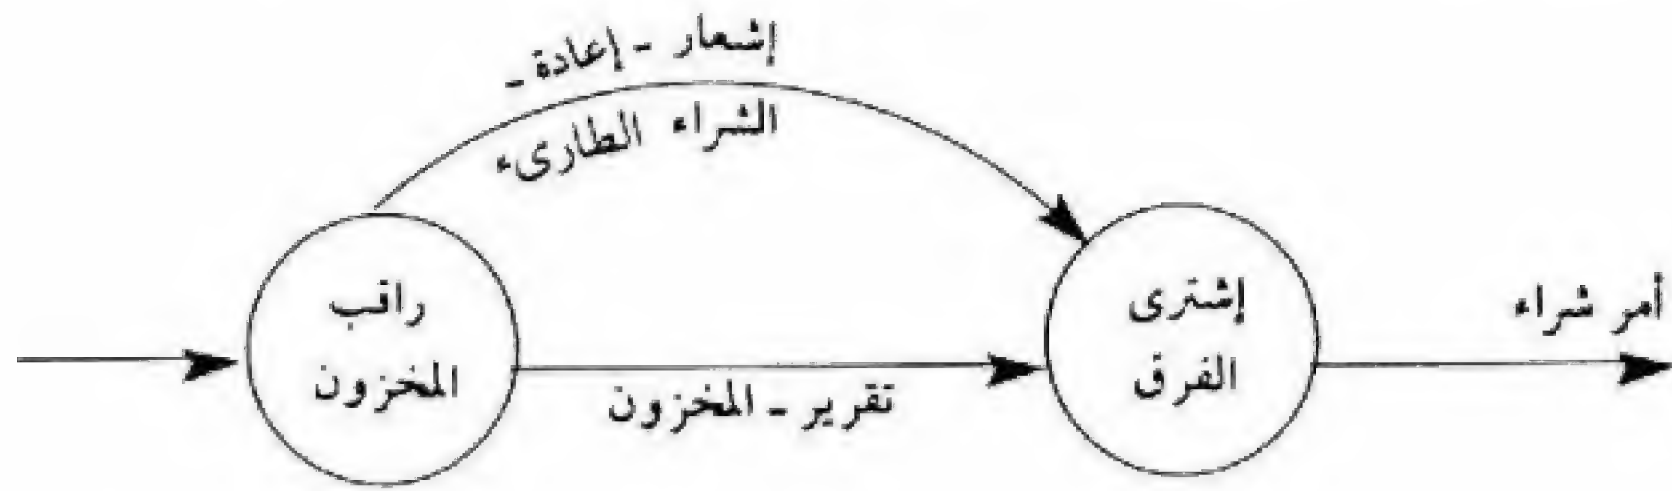 إشعار - إعادة -
الشراء الطارىء
راقب
المخزون
تقرير - المخزون
إشترى
الفرق
أمر شراء